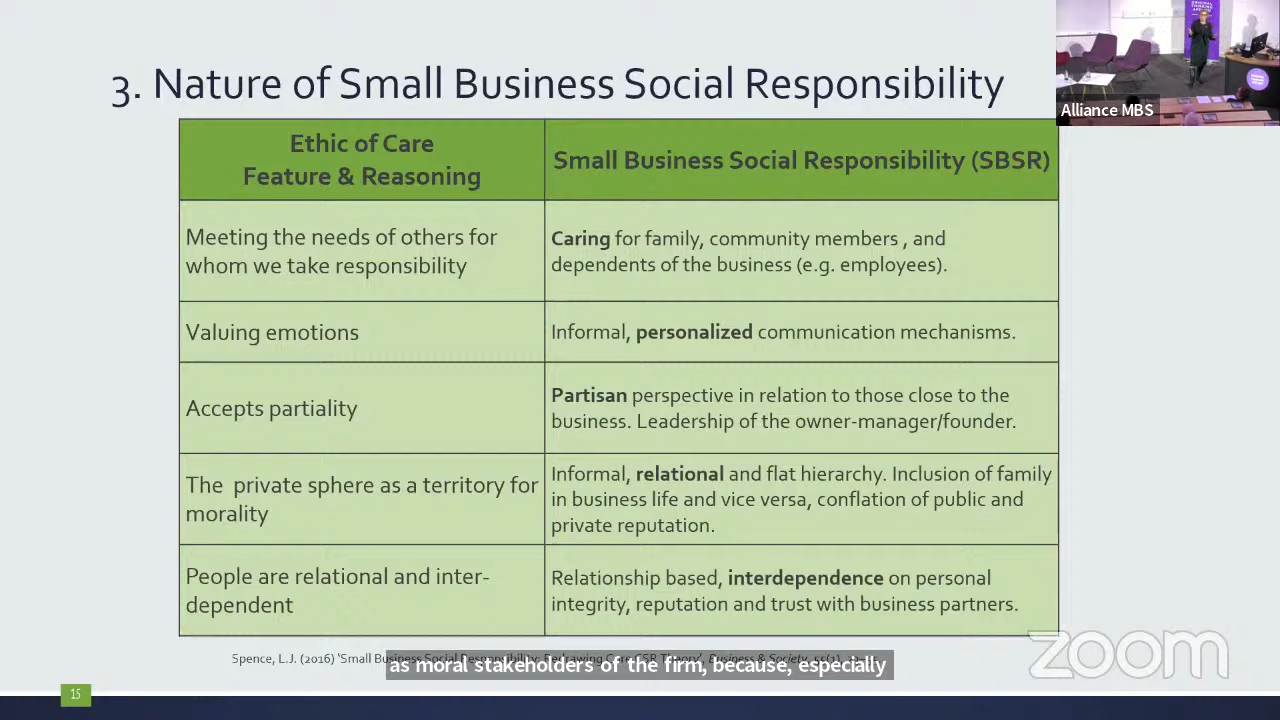 3. Nature of Small Business Social Responsibility
Alliance MBS
Ethic of Care
Feature & Reasoning
Small Business Social Responsibility (SBSR)
Meeting the needs of others for
whom we take responsibility
Caring for family, community members , and
dependents of the business (e.g. employees).
Valuing emotions
Informal, personalized communication mechanisms.
Accepts partiality
Partisan perspective in relation to those close to the
business. Leadership of the owner-manager/founder.
The private sphere as a territory for
morality
Informal, relational and flat hierarchy. Inclusion of family
in business life and vice versa, conflation of public and
private reputation.
People are relational and inter-
dependent
Relationship based, interdependence on personal
integrity, reputation and trust with business partners.
Spence, L.J. (2016) 'Small Business Social Responsibility: Business & Society
as moral stakeholders of the firm, because, especially
zoom
15